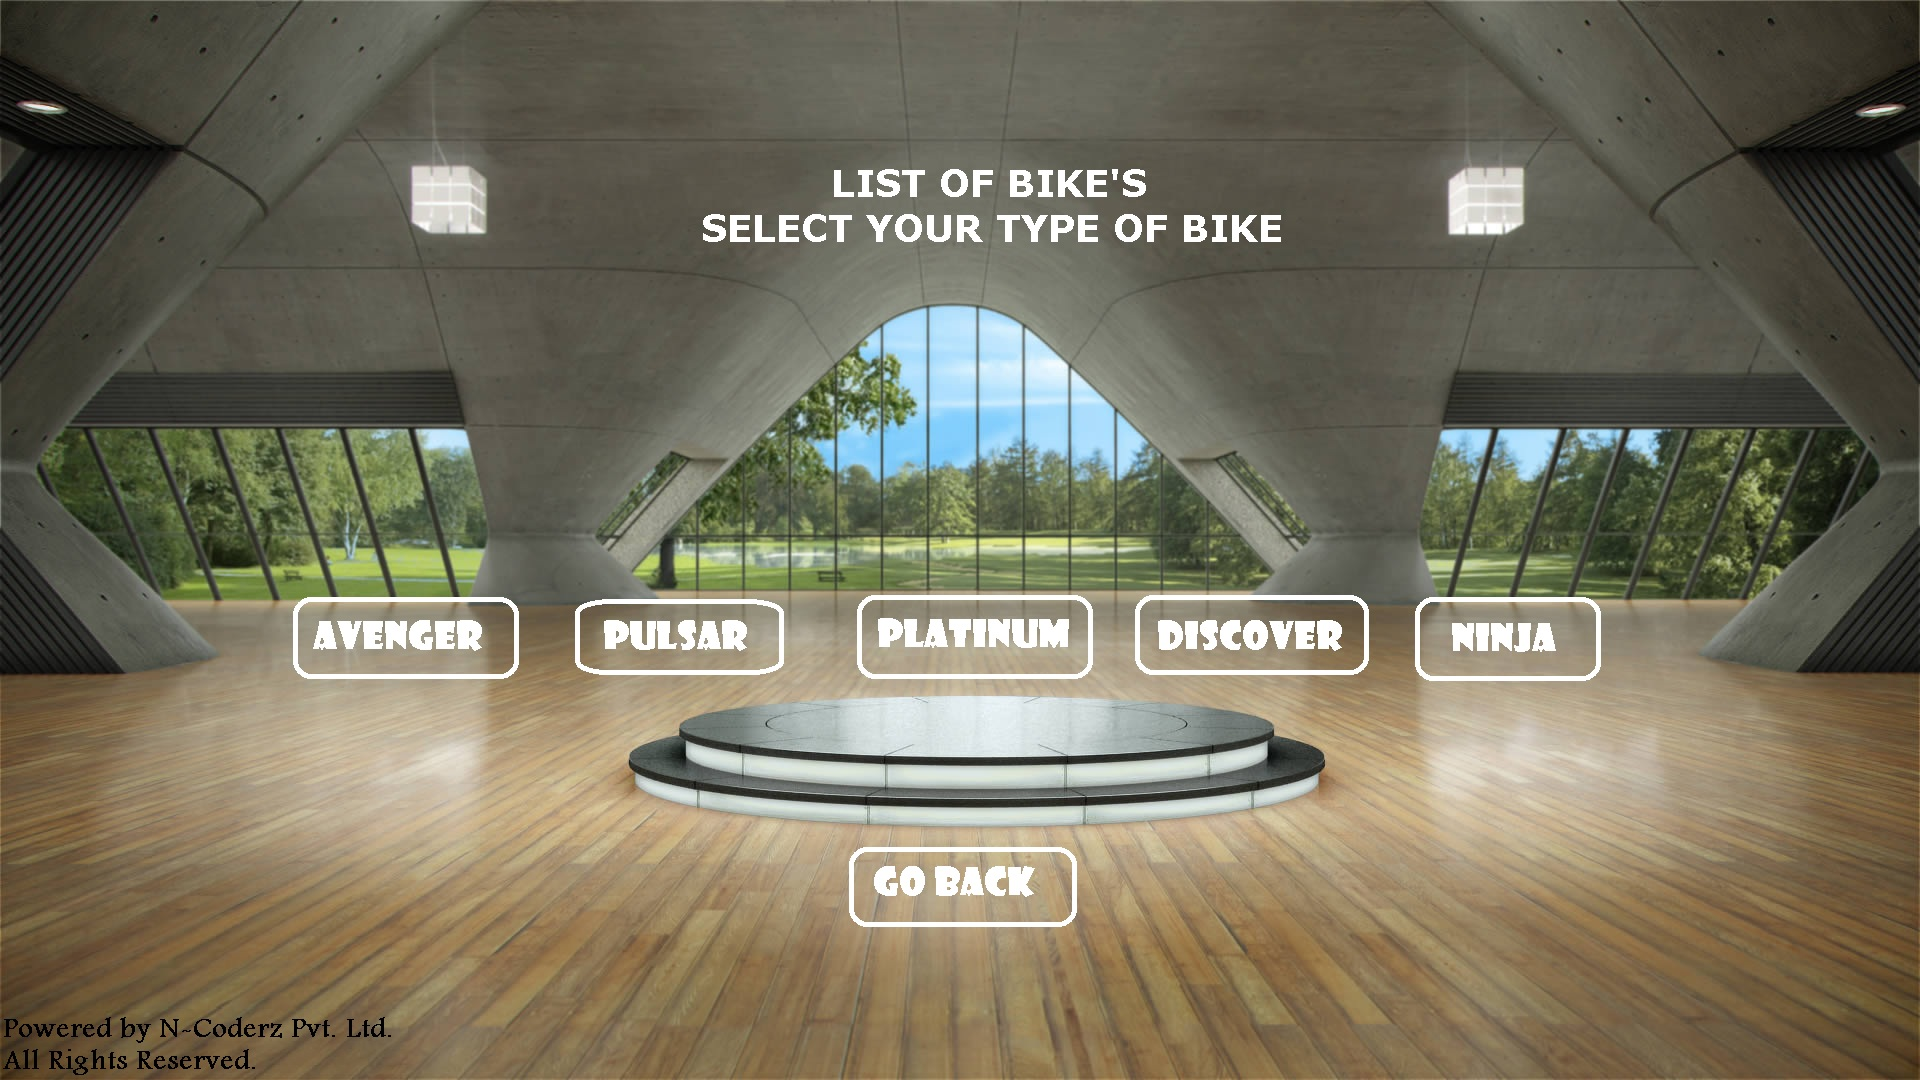 LIST OF BIKE'S
SELECT YOUR TYPE OF BIKE
AVENGER
PULSAR
PLATINUM
DISCOVER
NINJA
GO BACK
Powered by N-Coderz Pvt. Ltd.
All Rights Reserved.